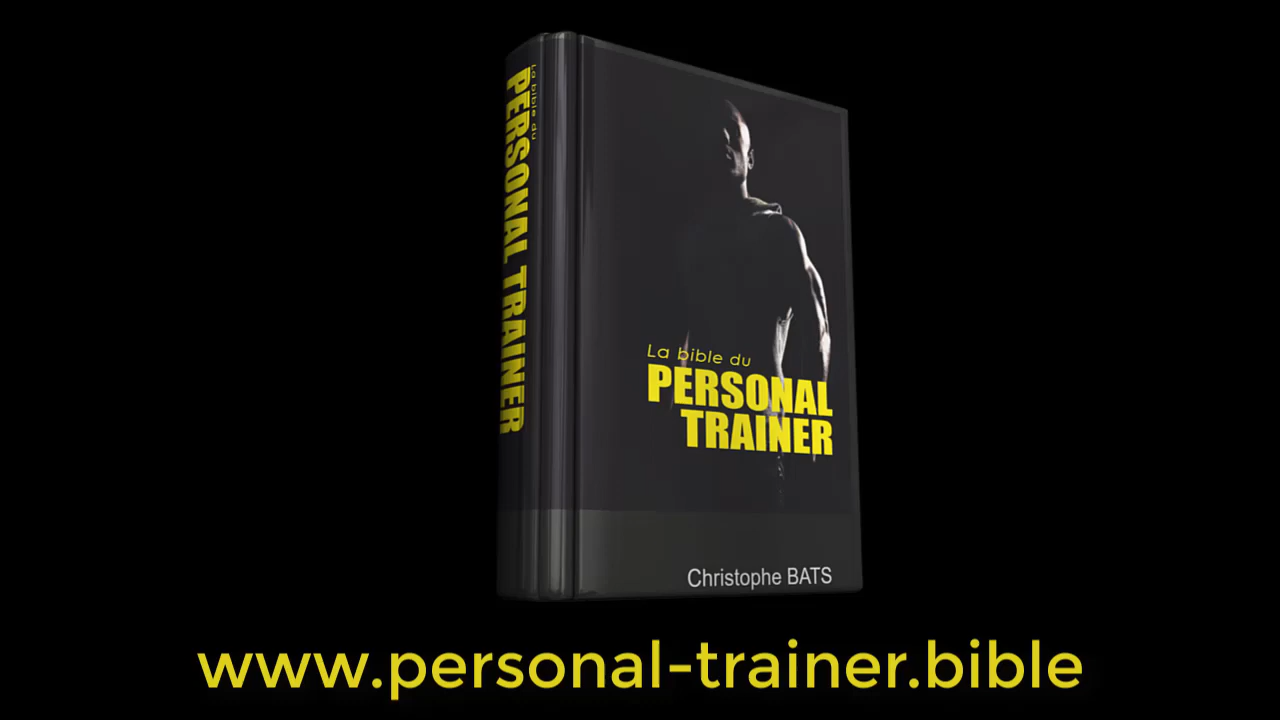 La bible du
PERSONAL TRAINER
La bible du
PERSONAL
TRAINER
Christophe BATS
www.personal-trainer.bible